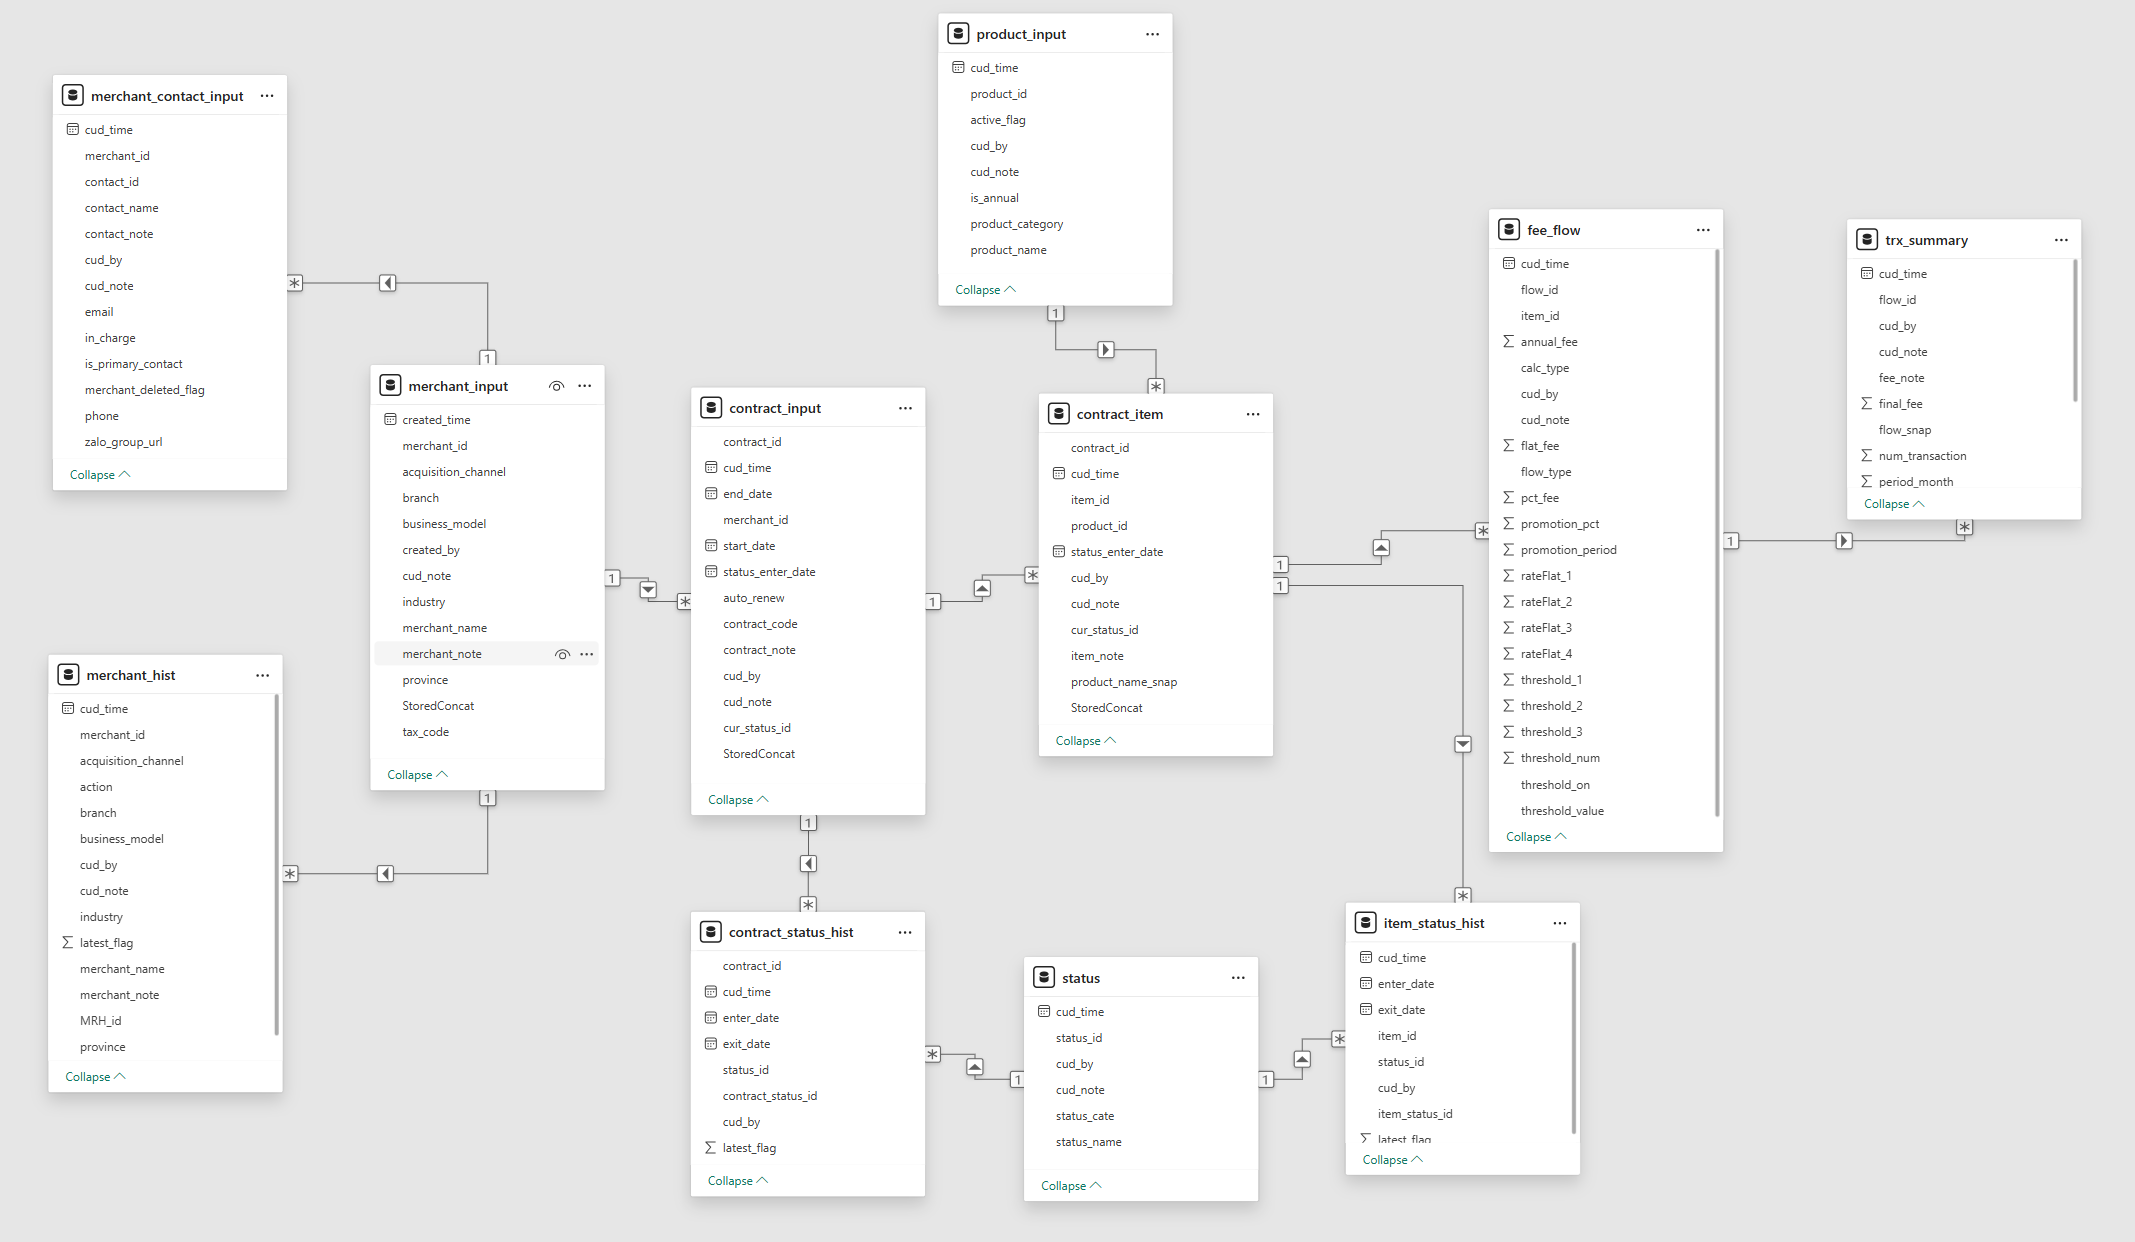 product_input
cud_time
product_id
active_flag
cud_by
cud_note
is_annual
product_category
product_name
Collapse
1
*
merchant_contact_input
cud_time
merchant_id
contact_id
contact_name
contact_note
cud_by
cud_note
email
in_charge
is_primary_contact
merchant_deleted_flag
phone
zalo_group_url
Collapse
*
1
merchant_input
created_time
merchant_id
acquisition_channel
branch
business_model
created_by
cud_note
industry
merchant_name
merchant_note
province
StoredConcat
tax_code
Collapse
1
*
1
contract_input
contract_id
cud_time
end_date
merchant_id
start_date
status_enter_date
auto_renew
contract_code
contract_note
cud_by
cud_note
cur_status_id
StoredConcat
Collapse
1
*
1
*
contract_item
contract_id
cud_time
item_id
product_id
status_enter_date
cud_by
cud_note
cur_status_id
item_note
product_name_snap
StoredConcat
Collapse
1
*
1
*
fee_flow
cud_time
flow_id
item_id
annual_fee
calc_type
cud_by
cud_note
flat_fee
flow_type
pct_fee
promotion_pct
promotion_period
rateFlat_1
rateFlat_2
rateFlat_3
rateFlat_4
threshold_1
threshold_2
threshold_3
threshold_num
threshold_on
threshold_value
Collapse
1
*
trx_summary
cud_time
flow_id
cud_by
cud_note
fee_note
final_fee
flow_snap
num_transaction
period_month
Collapse
merchant_hist
cud_time
merchant_id
acquisition_channel
action
branch
business_model
cud_by
cud_note
industry
latest_flag
merchant_name
merchant_note
MRH_id
province
Collapse
*
contract_status_hist
contract_id
cud_time
enter_date
exit_date
status_id
contract_status_id
cud_by
latest_flag
Collapse
*
1
status
cud_time
status_id
cud_by
cud_note
status_cate
status_name
Collapse
1
*
item_status_hist
cud_time
enter_date
exit_date
item_id
status_id
cud_by
item_status_id
latest_flag
Collapse